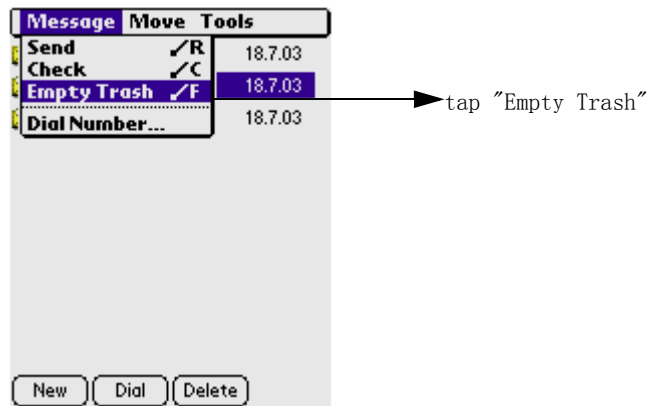 Message Move Tools
Send /R 18.7.03
Check /C
Empty Trash /F 18.7.03
tap "Empty Trash"
Dial Number... 18.7.03
New Dial Delete